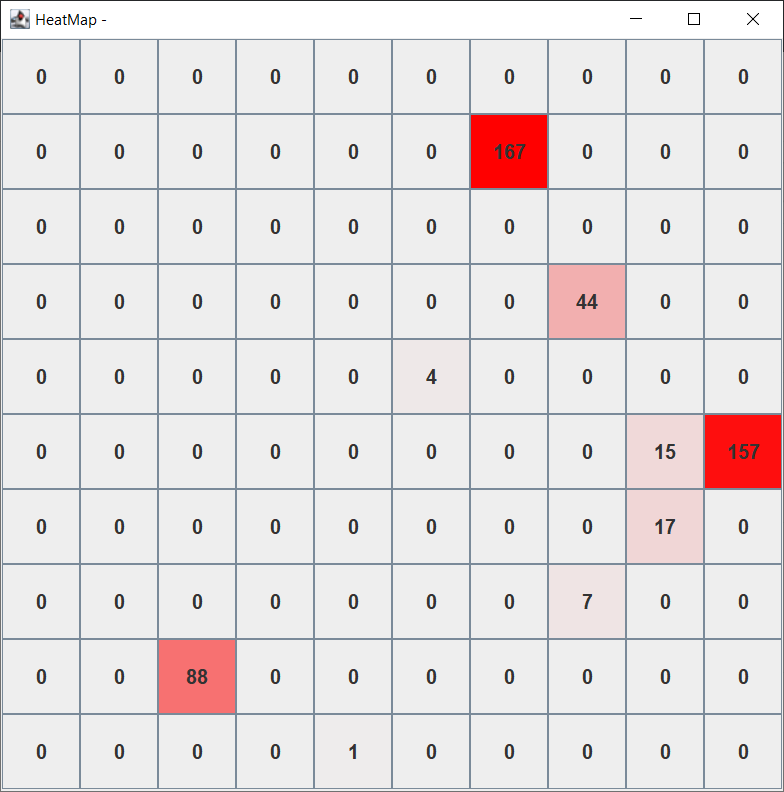 HeatMap -
0 0 0 0 0 0 0 0 0 0
0 0 0 0 0 0 167 0 0 0
0 0 0 0 0 0 0 0 0 0
0 0 0 0 0 0 0 44 0 0
0 0 0 0 0 4 0 0 0 0
0 0 0 0 0 0 0 0 15 157
0 0 0 0 0 0 0 0 17 0
0 0 0 0 0 0 0 7 0 0
0 0 88 0 0 0 0 0 0 0
0 0 0 0 1 0 0 0 0 0